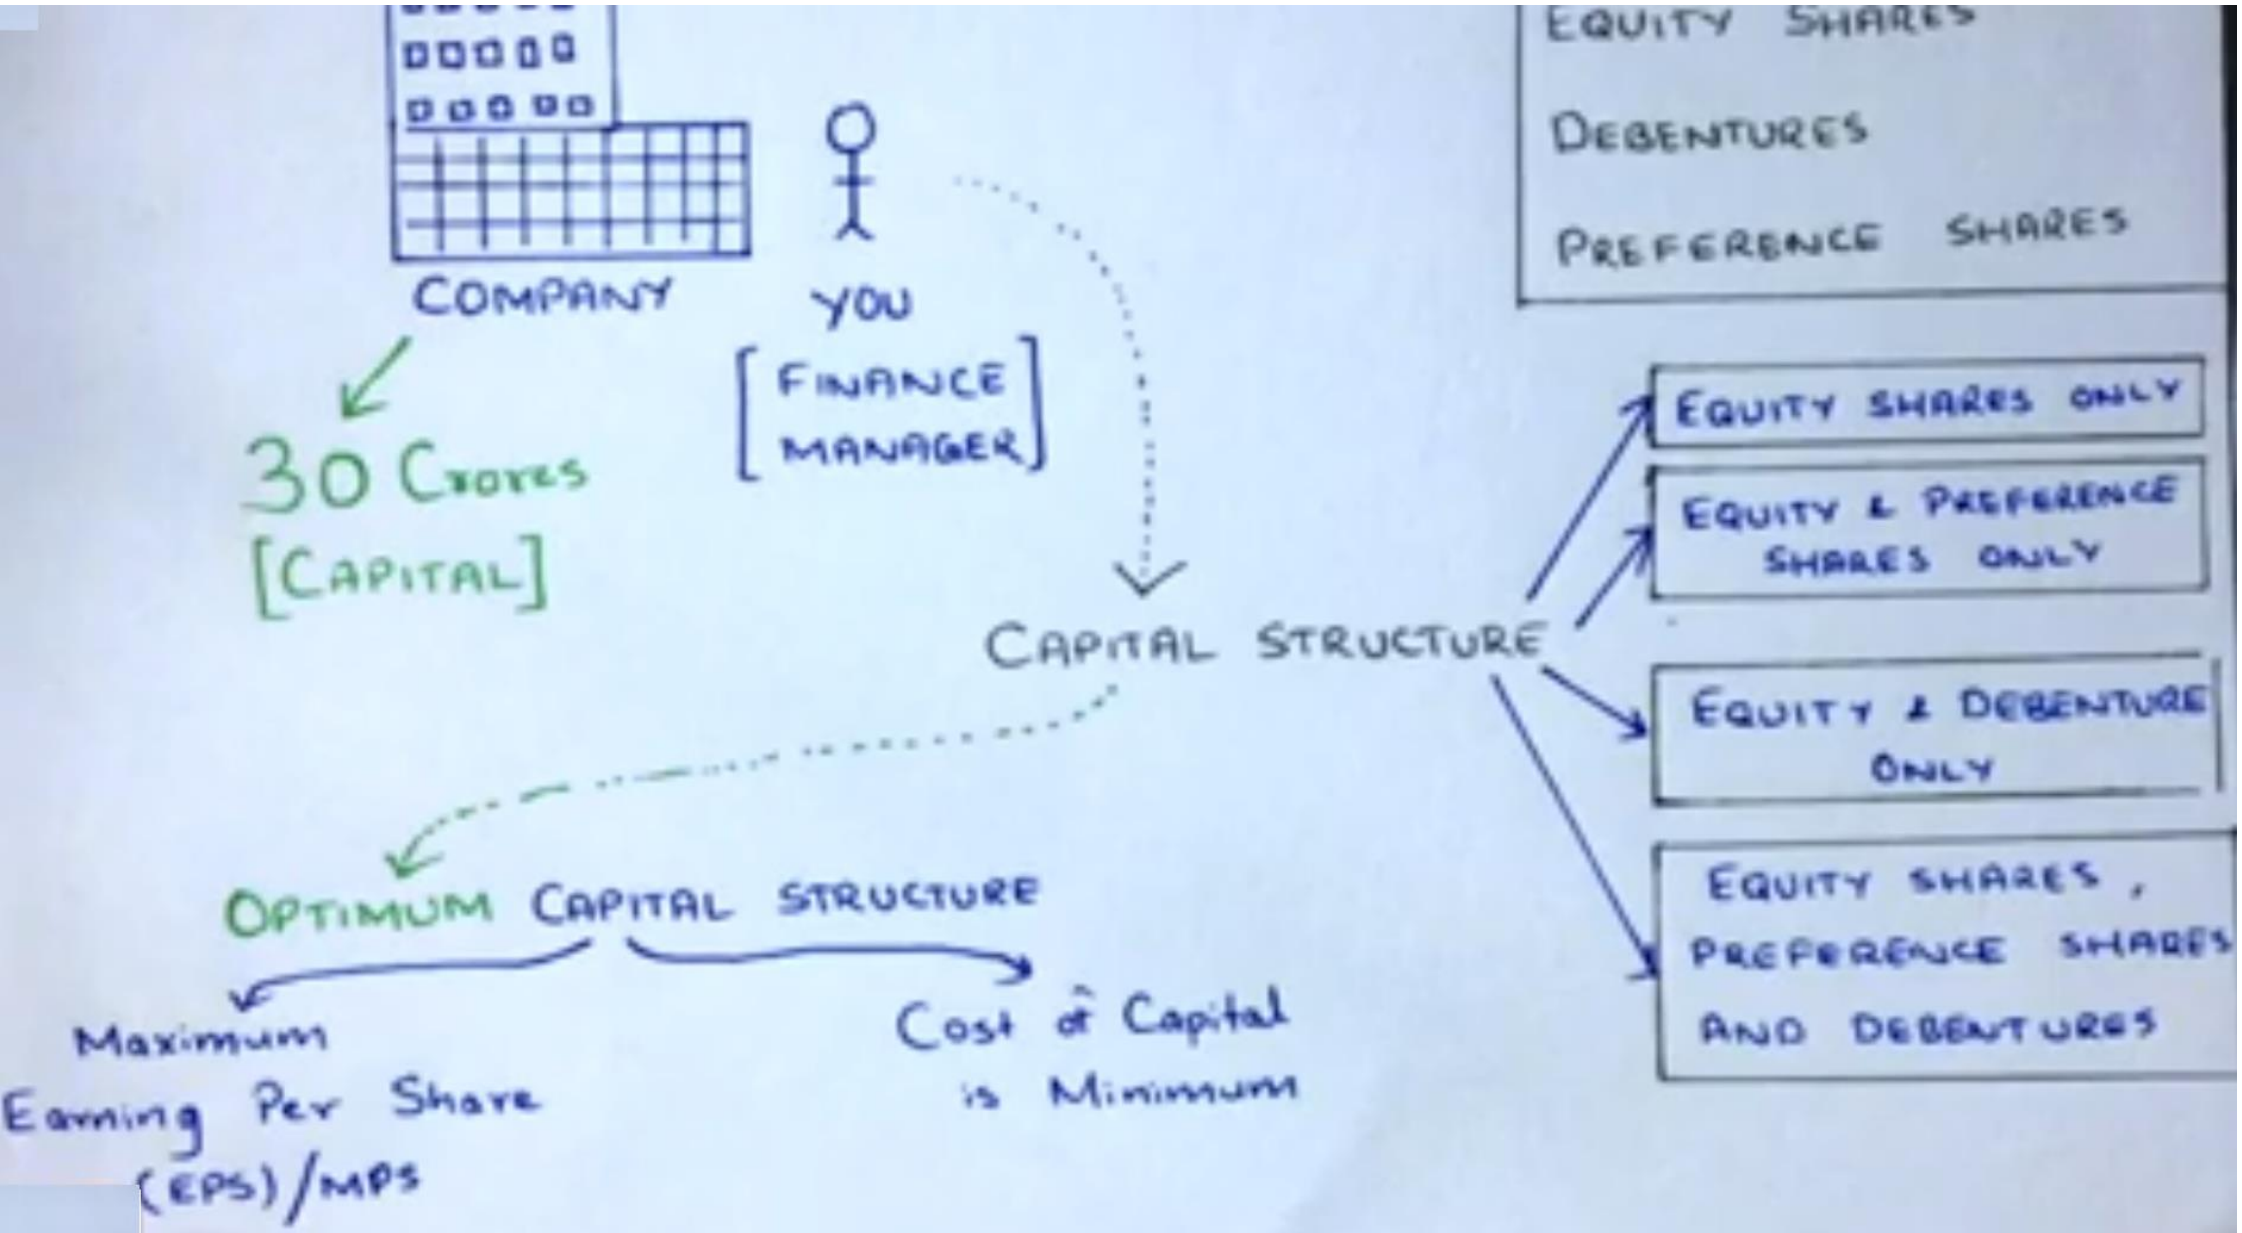 EQUITY SHARES
DEBENTURES
PREFERENCE SHARES
COMPANY
YOU
[FINANCE
MANAGER]
30 Crores
[CAPITAL]
CAPITAL STRUCTURE
EQUITY SHARES ONLY
EQUITY & PREFERENCE
SHARES ONLY
EQUITY & DEBENTURE
ONLY
EQUITY SHARES,
PREFERENCE SHARES
AND DEBENTURES
OPTIMUM CAPITAL STRUCTURE
Maximum
Earning Per Share
(EPS)/MPS
Cost of Capital
is Minimum